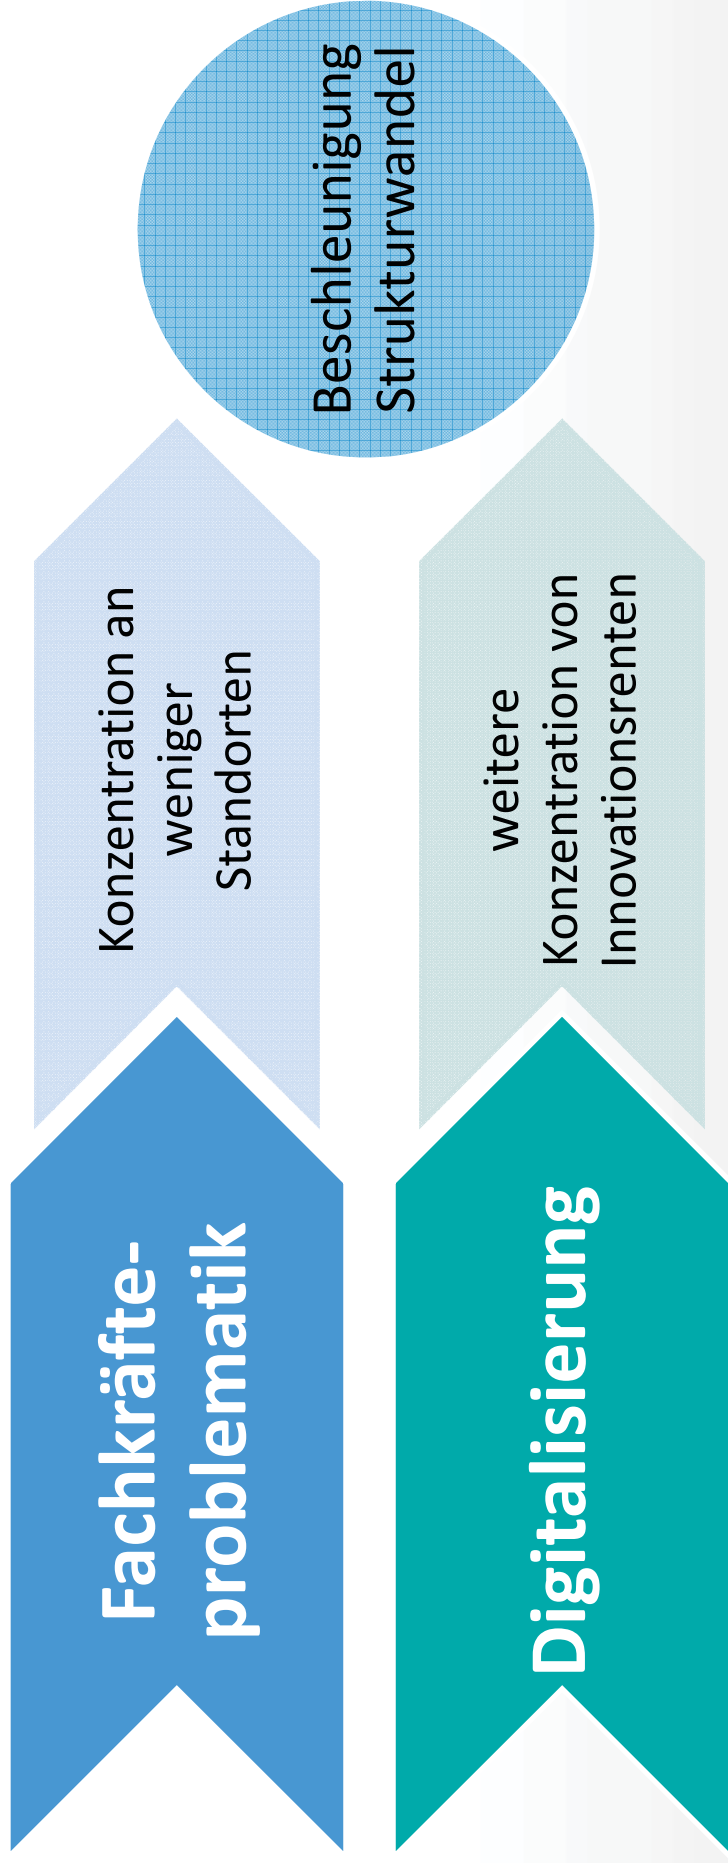 Fachkräfte-
problematik
Konzentration an
weniger
Standorten
Digitalisierung
weitere
Konzentration von
Innovationsrenten
Beschleunigung
Strukturwandel